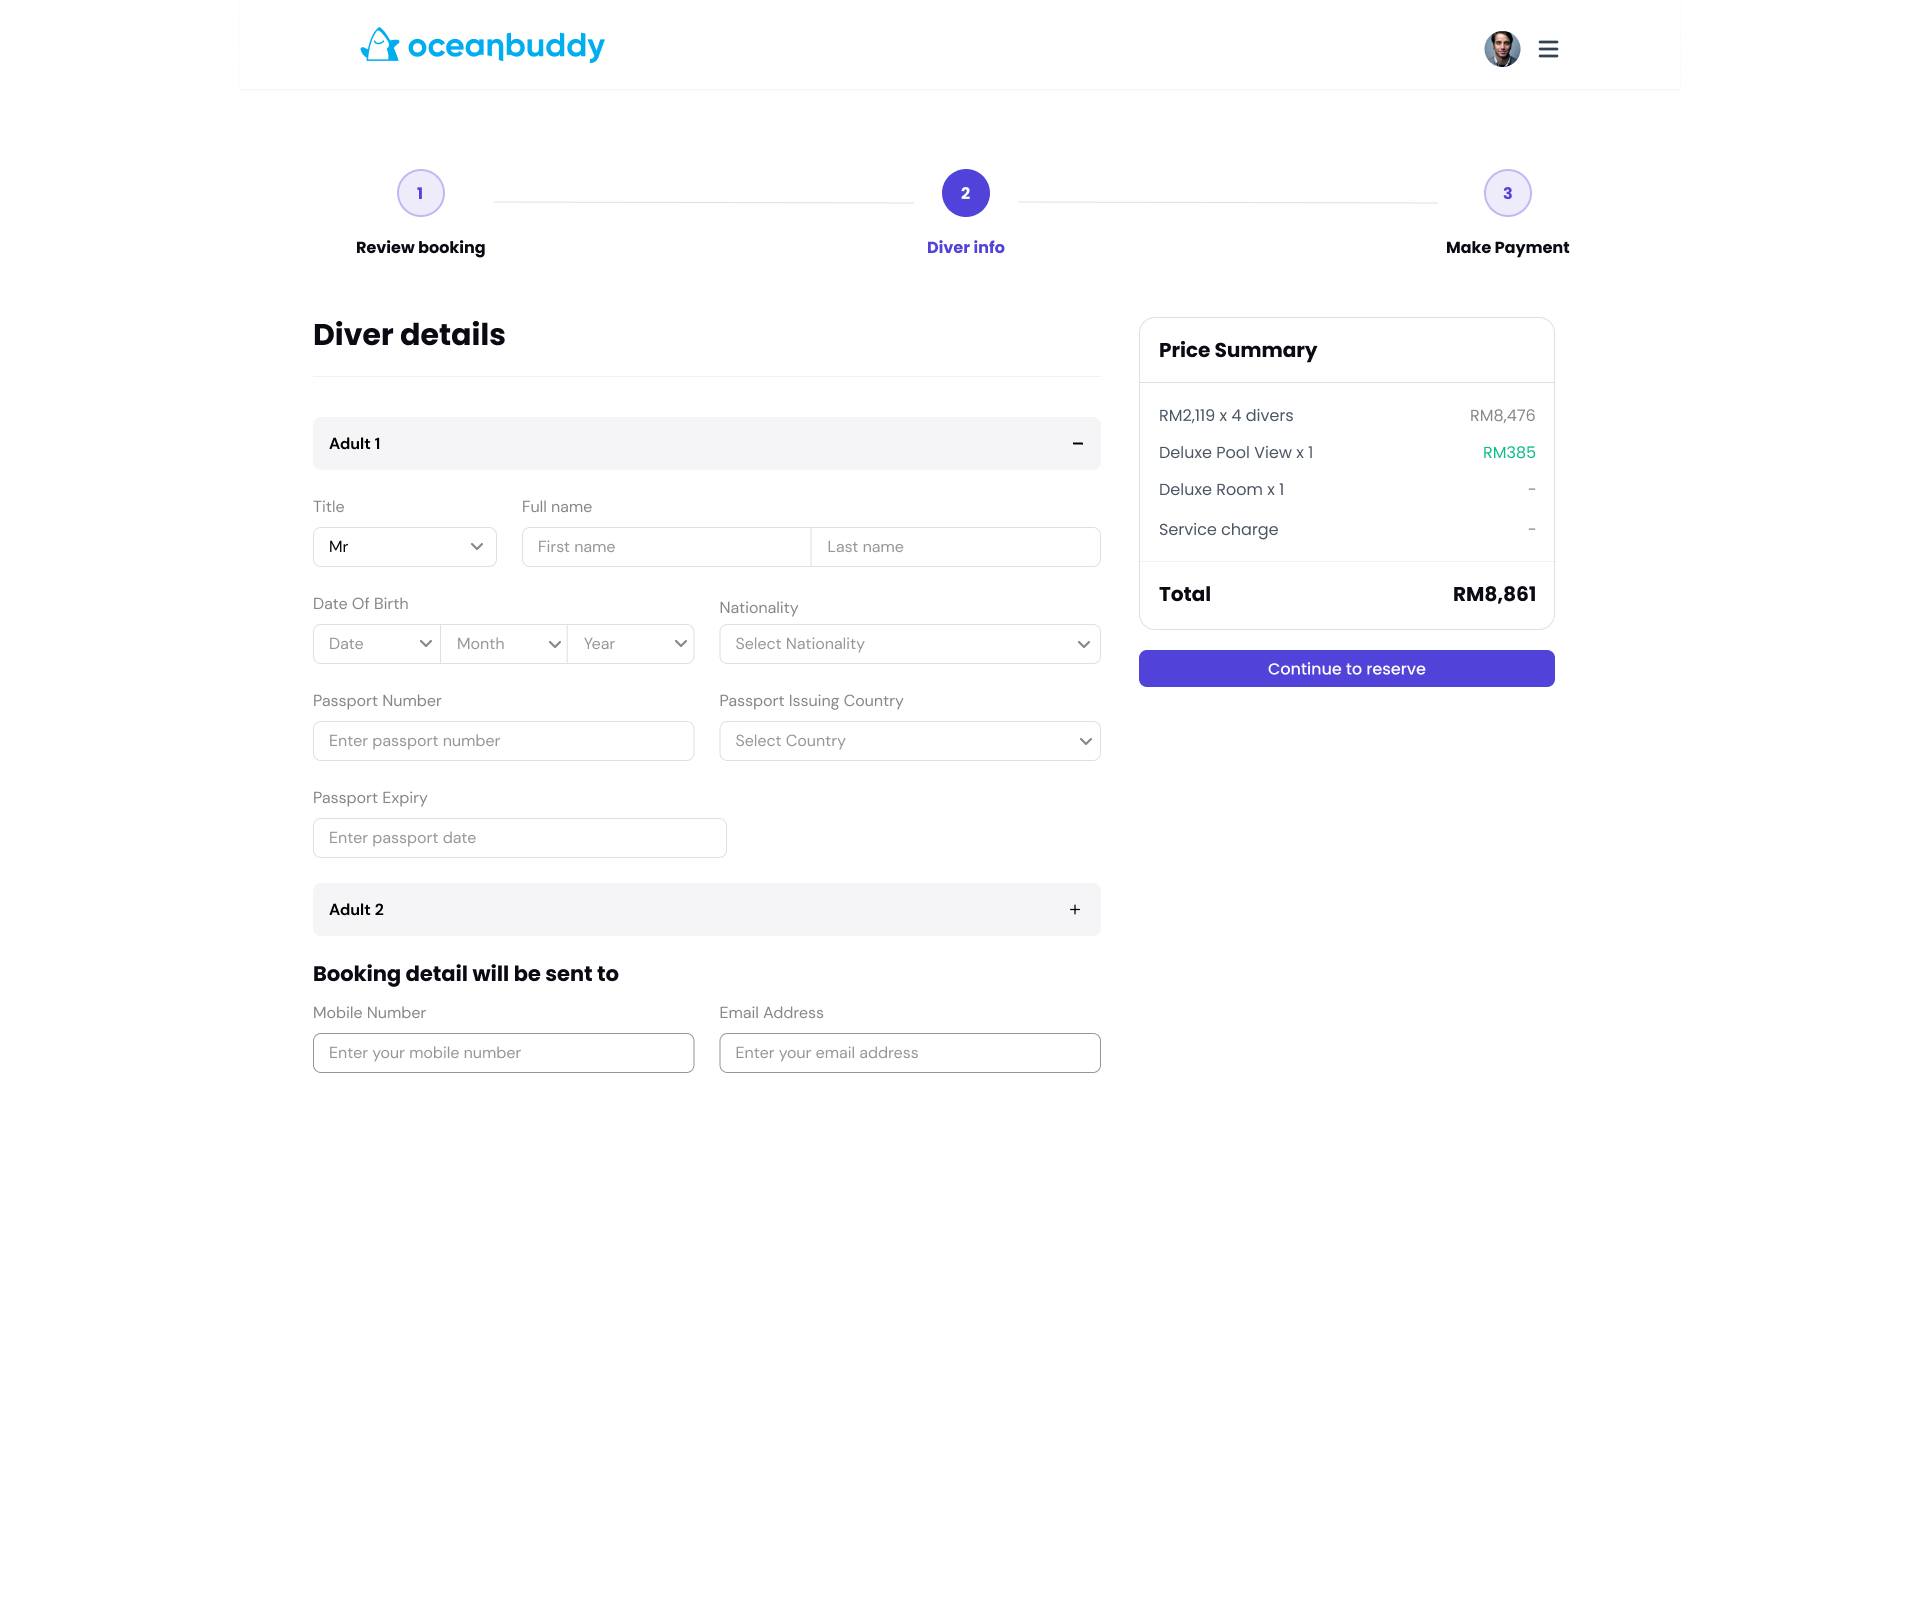 oceanbuddy
1
2
3
Review booking
Diver info
Make Payment
Diver details
Adult 1
Title
Full name
Mr
First name
Last name
Date Of Birth
Nationality
Date
Month
Year
Select Nationality
Passport Number
Passport Issuing Country
Enter passport number
Select Country
Passport Expiry
Enter passport date
Adult 2
Booking detail will be sent to
Mobile Number
Email Address
Enter your mobile number
Enter your email address
Price Summary
RM2,119 x 4 divers
RM8,476
Deluxe Pool View x 1
RM385
Deluxe Room x 1
-
Service charge
-
Total
RM8,861
Continue to reserve